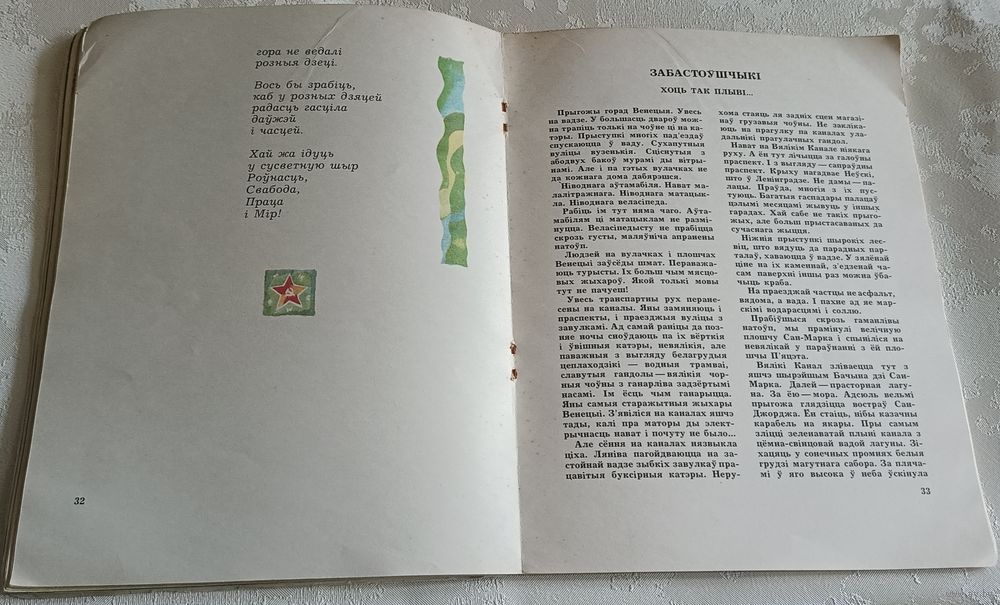 гора не ведалі
розныя дзеці.
Вось бы зрабіць,
каб у розных дзяцей
радасць гасціла
даўжэй
і часцей.
Хай жа ідуць
у сусветную шыр
Роўнасць,
Свабода,
Праца
і Мір!
32
ЗАБАСТОЎШЧЫКІ
ХОЦЬ ТАК ПЛЫВІ...
Прыгожы горад Венецыя. Увесь
на вадзе. У большасць двароў мож-
на трапіць толькі на чоўне ці на ка-
тэры. Прыступкі многіх пад'ездаў
спускаюцца ў ваду. Сухапутныя
вуліцы вузенькія. Сціснутыя з
абодвух бакоў мурамі ды вітры-
намі. Але і па гэтых вулачках не
да кожнага дома дабярэшся.
Ніводнага аўтамабіля. Нават ма-
лалітражнага. Ніводнага матацык-
ла. Ніводнага веласіпеда.
Рабіць ім тут няма чаго. Аўта-
мабілям ці матацыклам не размі-
нуцца. Веласіпедысту не прабіцца
скрозь густы, маляўніча апранены
натоўп.
Людзей на вулачках і плошчах
Венецыі заўсёды шмат. Пераважа-
юць турысты. Іх больш чым мясцо-
вых жыхароў. Якой толькі мовы
тут не пачуеш!
Увесь транспартны рух перане-
сены на каналы. Яны замяняюць і
праспекты, і праезджыя вуліцы з
завулкамі. Ад самай раніцы да поз-
няе ночы сноўдаюць па іх вёрткія
і ўвішныя катэры, невялікія, але
паважныя з выгляду белагрудыя
цеплаходзікі — водныя трамваі,
славутыя гандолы — вялікія чор-
ныя чоўны з ганарліва задзёртымі
насамі. Ім ёсць чым ганарыцца.
Яны самыя старажытныя жыхары
Венецыі. З'явіліся на каналах яшчэ
тады, калі пра маторы ды элект-
рычнасць нават і почуту не было...
Але сёння на каналах нязвыкла
ціха. Ляніва пагойдваюцца на за-
стойнай вадзе зыбкіх завулкаў пра-
цавітыя буксірныя катэры. Неру-
хома стаяць ля задніх сцен магазі-
наў грузавыя чоўны. Не закліка-
юць на прагулку на каналах ула-
дальнікі прагулачных гандол.
Нават на Вялікім Канале ніякага
руху. А ён тут лічыцца за галоўны
праспект. І з выгляду — сапраўдны
праспект. Крыху нагадвае Неўскі,
што ў Ленінградзе. Не дамы — па-
лацы. Праўда, многія з іх пус-
туюць. Багатыя гаспадары палацаў
цэлымі месяцамі жывуць у іншых
гарадах. Хай сабе не такіх прыго-
жых, але больш прыстасаваных да
сучаснага жыцця.
Ніжнія прыступкі шырокіх лес-
віц, што вядуць да парадных пар-
талаў, хаваюцца ў вадзе. У зялёнай
ціне на іх каменнай, з'едзенай ча-
сам паверхні іншы раз можна ўба-
чыць краба.
На праезджай частцы не асфальт,
вядома, а вада. І пахне ад яе мар-
скімі водарасцямі і соллю.
Прабіўшыся скрозь гаманлівы
натоўп, мы прамінулі велічную
плошчу Сан-Марка і спыніліся на
невялікай у параўнанні з ёй пло-
шчы П'яцэта.
Вялікі Канал зліваецца тут з
яшчэ шырэйшым Бачына дзі Сан-
Марка. Далей — прасторная лагу-
на. За ёю — мора. Адсюль вельмі
прыгожа глядзіцца востраў Сан-
Джорджа. Ён стаіць, нібы казачны
карабель на якары. Пры самым
зліцці зеленаватай плыні канала з
цёмна-свінцовай вадой лагуны. Зі-
хацяць у сонечных промнях белыя
грудзі магутнага сабора. За пляча-
мі ў яго высока ў неба ўскінула
33